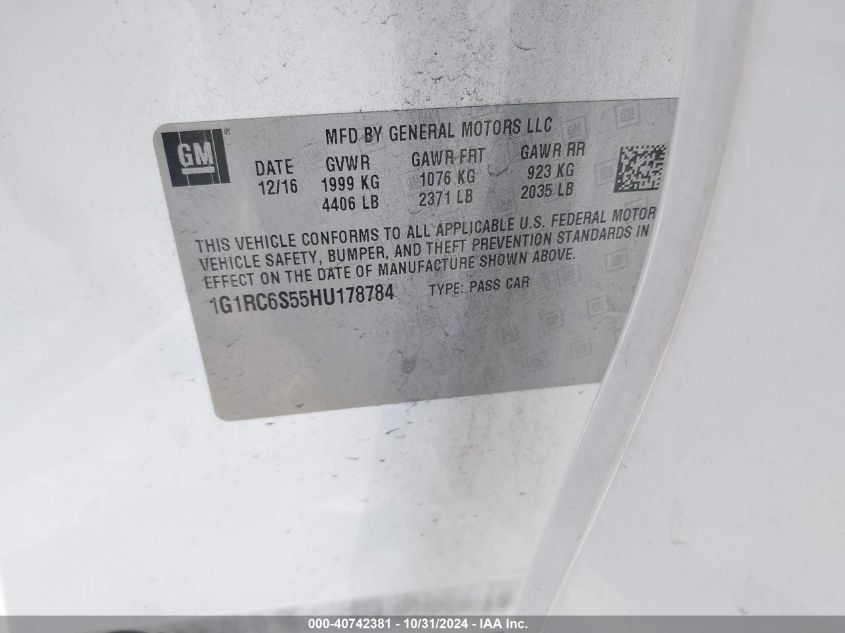 GM ®
MFD BY GENERAL MOTORS LLC
DATE GVWR GAWR FRT GAWR RR
12/16 1999 KG 1076 KG 923 KG
4406 LB 2371 LB 2035 LB
THIS VEHICLE CONFORMS TO ALL APPLICABLE U.S. FEDERAL MOTOR
VEHICLE SAFETY, BUMPER, AND THEFT PREVENTION STANDARDS IN
EFFECT ON THE DATE OF MANUFACTURE SHOWN ABOVE.
1G1RC6S55HU178784 TYPE: PASS CAR
000-40742381 - 10/31/2024 - IAA Inc.